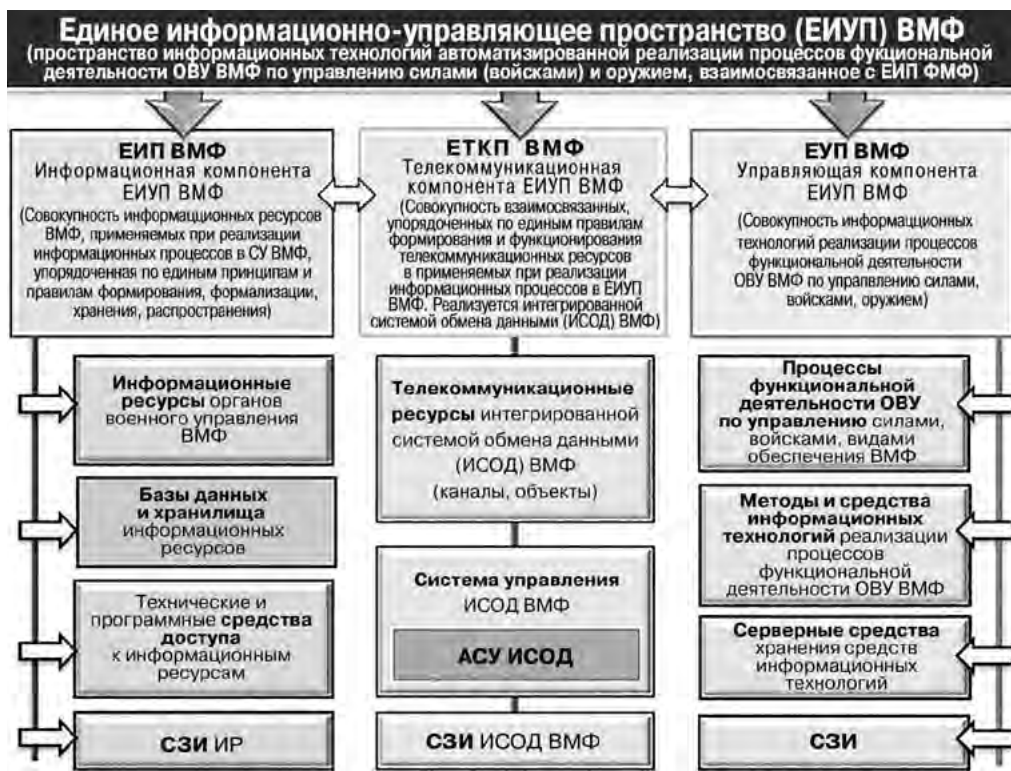 Единое информационно-управляющее пространство (ЕИУП) ВМФ
(пространство информационных технологий автоматизированной реализации процессов фукциональной
деятельности ОВУ ВМФ по управлению силами (войсками) и оружием, взаимосвязанное с ЕИП ФМФ)
ЕИП ВМФ
Информационная компонента
ЕИУП ВМФ
(Совокупность информацционных ресурсов
ВМФ, применяемых при реализации
информационных процессов в СУ ВМФ,
упорядоченная по единым принципам и
правилам формирования, формализации,
хранения, распространения)
ЕТКП ВМФ
Телекоммуникационная
компонента ЕИУП ВМФ
(Совокупность взаимосвязанных,
упорядоченных по единым правилам
формирования и функционирования
телекоммуникационных ресурсов
в применяемых при реализации
информационных процессов в ЕИУП
ВМФ. Реализуется интегрированной
системой обмена данными (ИСОД) ВМФ)
ЕУП ВМФ
Управляющая компонента
ЕИУП ВМФ
(Совокупность информацционных
технологий реализации процессов
функциональной деятельности
ОВУ ВМФ по упрапвлению силами,
войсками, оружием)
Информационные
ресурсы органов
военного управления
ВМФ
Базы данных
и хранилища
информационных
ресурсов
Технические и
программные средства
доступа
к информационным
ресурсам
СЗИ ИР
Телекоммуникационные
ресурсы интегрированной
системой обмена данными
(ИСОД) ВМФ
(каналы, объекты)
Система управления
ИСОД ВМФ
АСУ ИСОД
СЗИ ИСОД ВМФ
Процессы
функциональной
деятельности ОВУ
по управлению силами,
войсками, видами
обеспечения ВМФ
Методы и средства
информационных
технологий реализации
процессов
функциональной
деятельности ОВУ ВМФ
Серверные средства
хранения средств
информационных
технологий
СЗИ